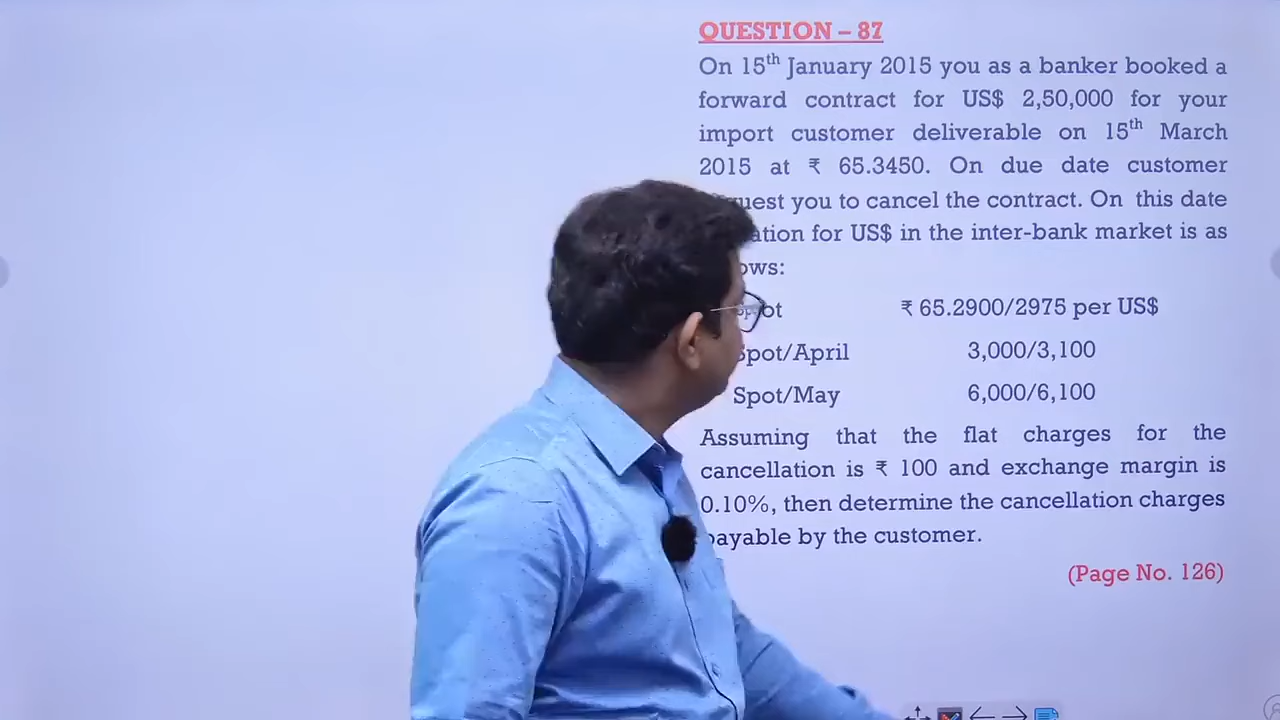 QUESTION – 87
On 15th January 2015 you as a banker booked a
forward contract for US$ 2,50,000 for your
import customer deliverable on 15th March
2015 at ₹ 65.3450. On due date customer
you to cancel the contract. On this date
for US$ in the inter-bank market is as
₹ 65.2900/2975 per US$
Spot/April 3,000/3,100
Spot/May 6,000/6,100
Assuming that the flat charges for the
cancellation is ₹ 100 and exchange margin is
0.10%, then determine the cancellation charges
payable by the customer.
(Page No. 126)